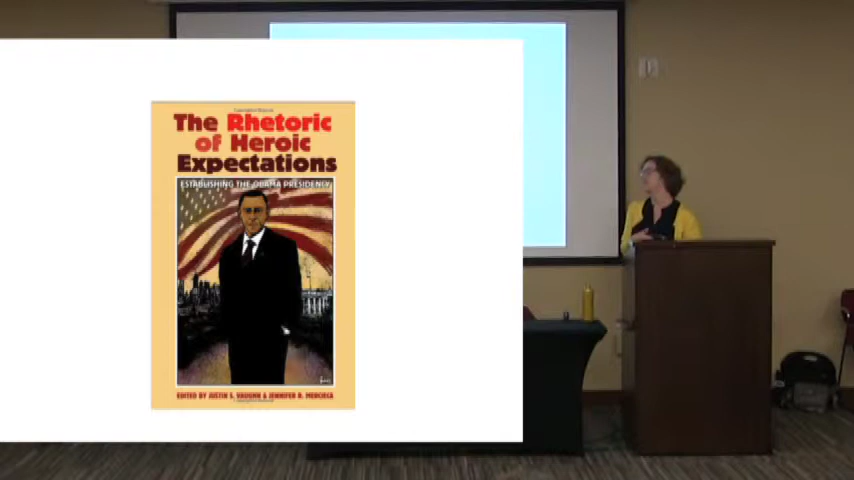 The Rhetoric
of Heroic
Expectations
ESTABLISHING THE OBAMA PRESIDENCY
EDITED BY JUSTIN S. VAUGHN & JENNIFER R. MERCIECA